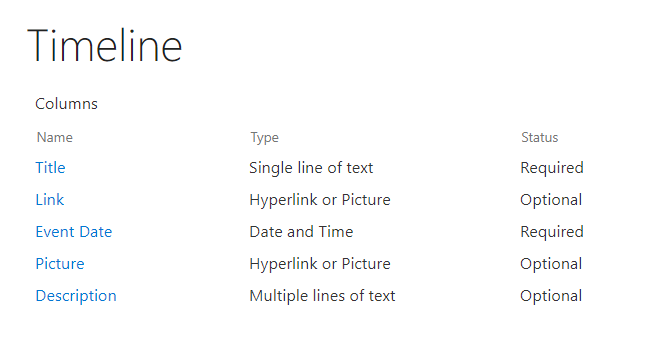 Timeline
Columns
Name Type Status
Title Single line of text Required
Link Hyperlink or Picture Optional
Event Date Date and Time Required
Picture Hyperlink or Picture Optional
Description Multiple lines of text Optional